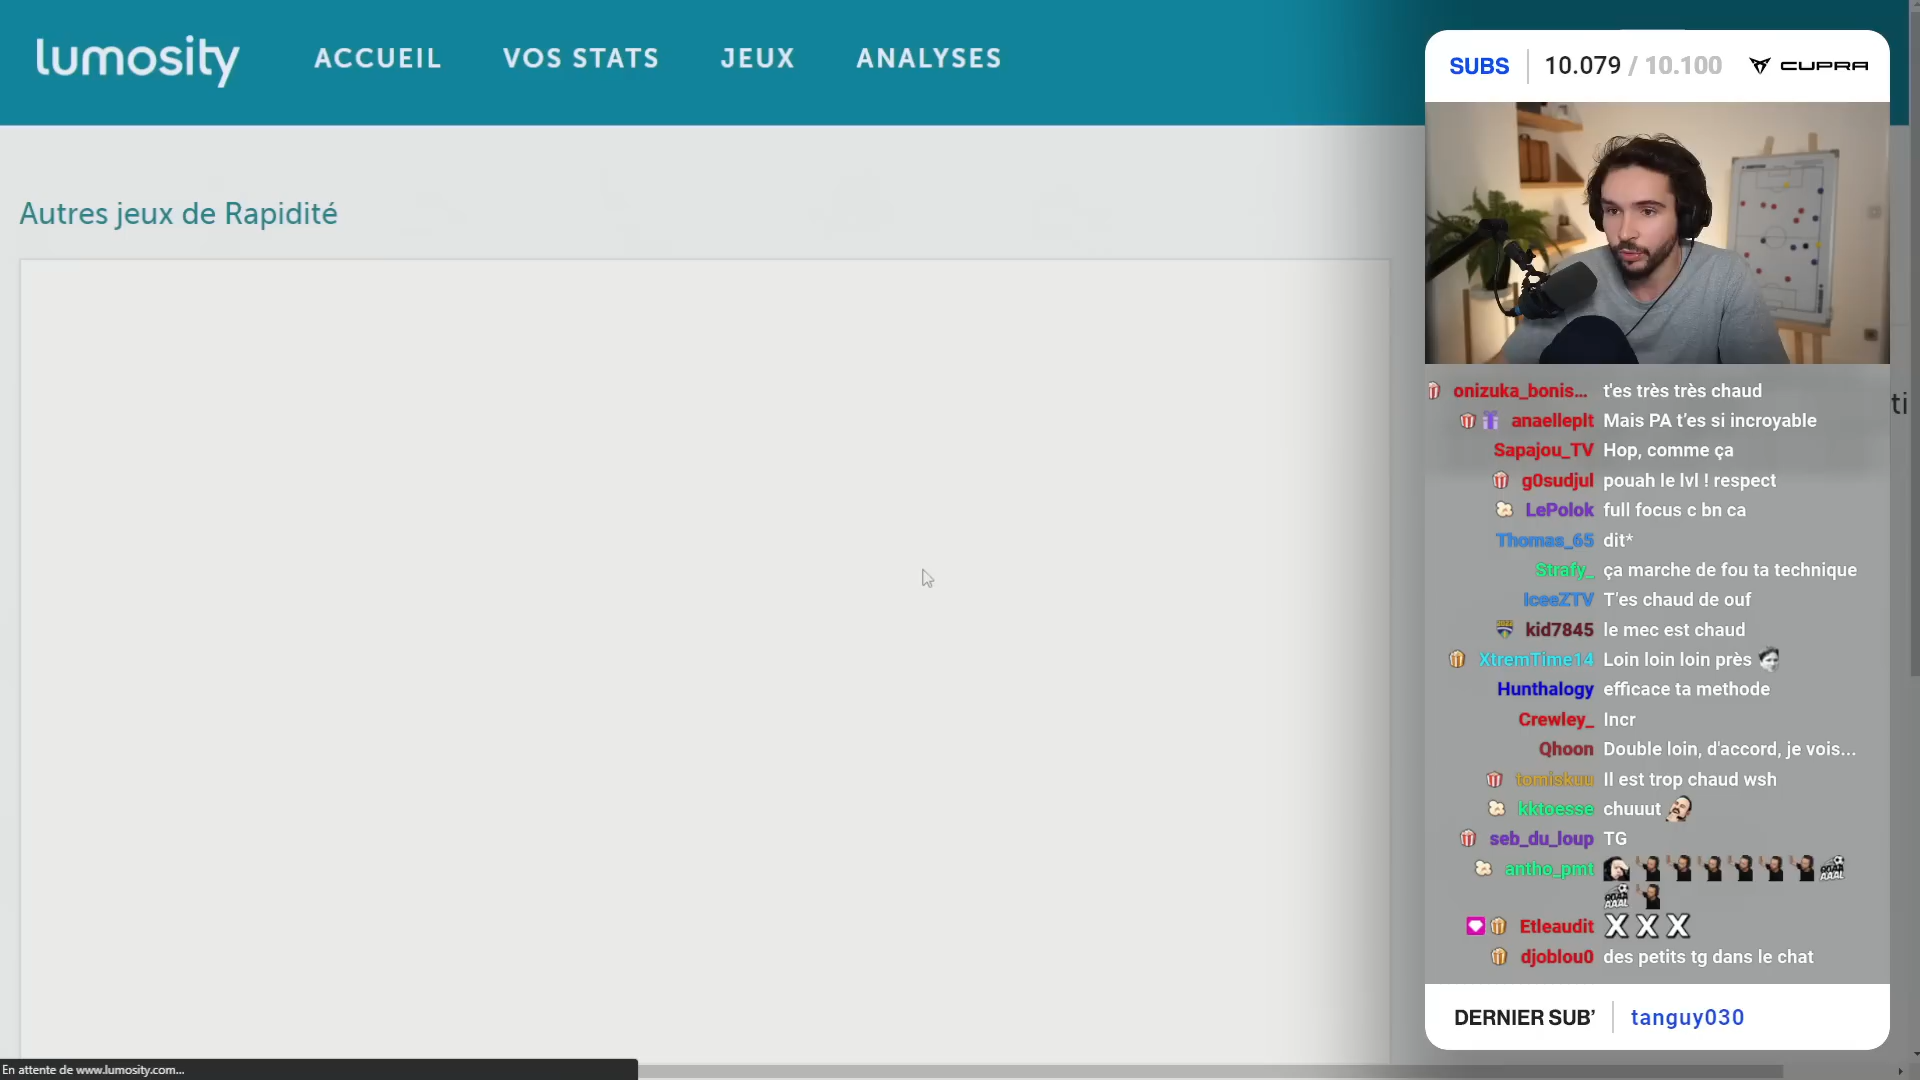 lumosity
ACCUEIL
VOS STATS
JEUX
ANALYSES
SUBS
10.079 / 10.100
CUPRA
Autres jeux de Rapidité
ti
onizuka_bonis... t'es très très chaud
anaelleplt Mais PA t'es si incroyable
Sapajou_TV Hop, comme ça
g0sudjul pouah le lvl ! respect
LePolok full focus c bn ca
Thomas_65 dit*
Strafy_ ça marche de fou ta technique
IceeZTV T'es chaud de ouf
kid7845 le mec est chaud
XtremTime14 Loin loin loin près
Hunthalogy efficace ta methode
Crewley_ Incr
Qhoon Double loin, d'accord, je vois...
tomiskuu Il est trop chaud wsh
kktoesse chuuut
seb_du_loup TG
antho_pmt
Etleaudit X X X
djoblou0 des petits tg dans le chat
DERNIER SUB' tanguy030
En attente de www.lumosity.com...